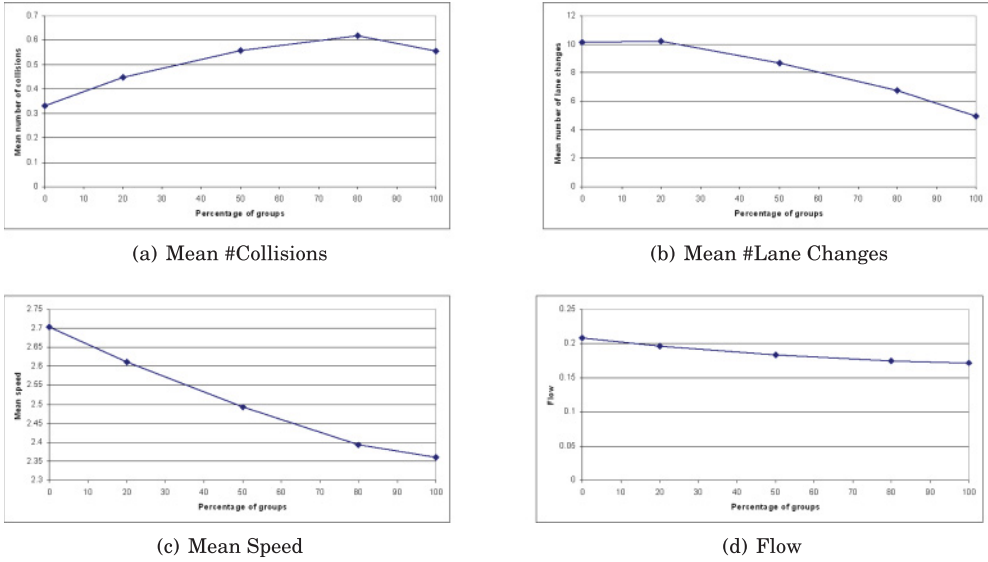 0.7
0.6
0.5
0.4
0.3
0.2
0.1
0
0 10 20 30 40 50 60 70 80 90 100
Mean number of collisions
Percentage of groups
(a) Mean #Collisions
12
10
8
6
4
2
0
0 10 20 30 40 50 60 70 80 90 100
Mean number of lane changes
Percentage of groups
(b) Mean #Lane Changes
2.75
2.7
2.65
2.6
2.55
2.5
2.45
2.4
2.35
2.3
0 10 20 30 40 50 60 70 80 90 100
Mean speed
Percentage of groups
(c) Mean Speed
0.25
0.2
0.15
0.1
0.05
0
0 10 20 30 40 50 60 70 80 90 100
Flow
Percentage of groups
(d) Flow